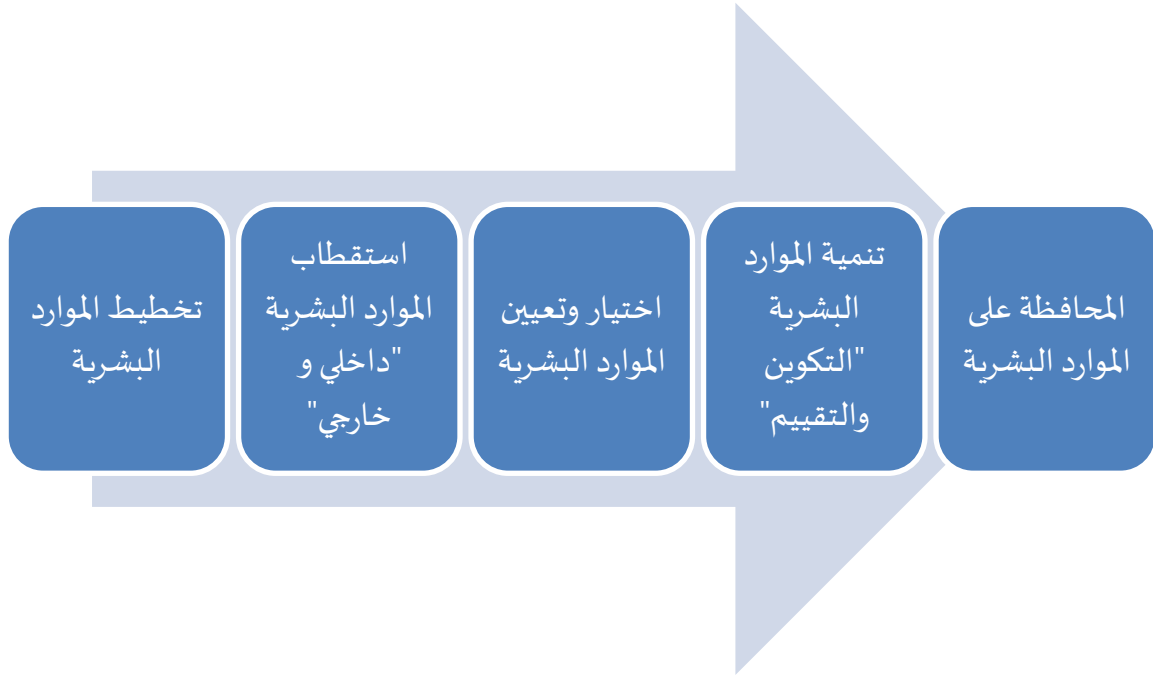 تخطيط الموارد
البشرية
استقطاب
الموارد البشرية
"داخلي و
خارجي"
اختيار وتعيين
الموارد البشرية
تنمية الموارد
البشرية
"التكوين
والتقييم"
المحافظة على
الموارد البشرية